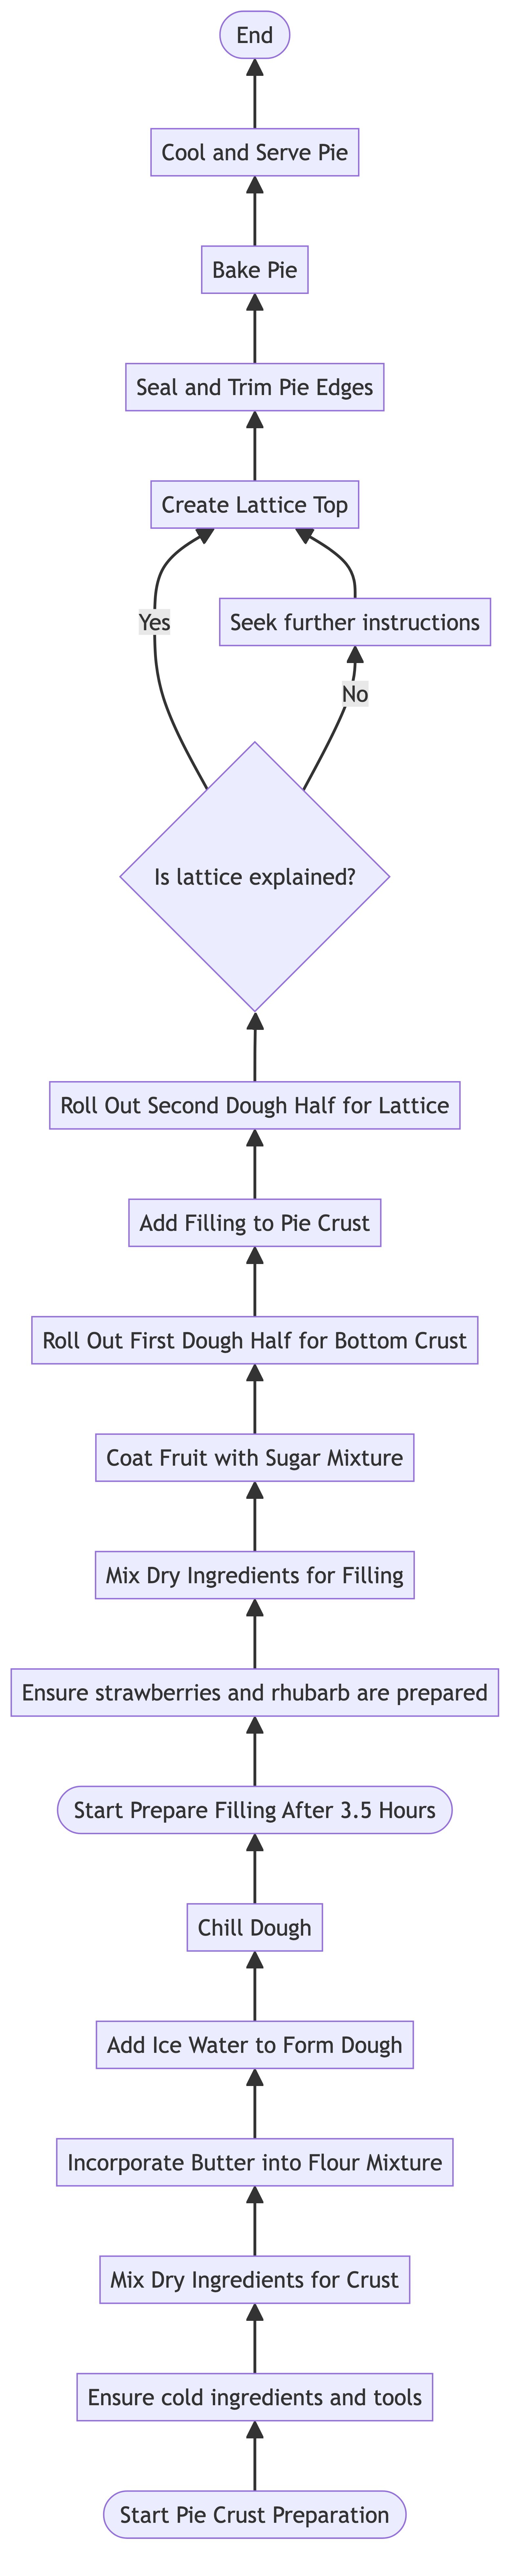 End
Cool and Serve Pie
Bake Pie
Seal and Trim Pie Edges
Create Lattice Top
Yes
Seek further instructions
No
Is lattice explained?
Roll Out Second Dough Half for Lattice
Add Filling to Pie Crust
Roll Out First Dough Half for Bottom Crust
Coat Fruit with Sugar Mixture
Mix Dry Ingredients for Filling
Ensure strawberries and rhubarb are prepared
Start Prepare Filling After 3.5 Hours
Chill Dough
Add Ice Water to Form Dough
Incorporate Butter into Flour Mixture
Mix Dry Ingredients for Crust
Ensure cold ingredients and tools
Start Pie Crust Preparation